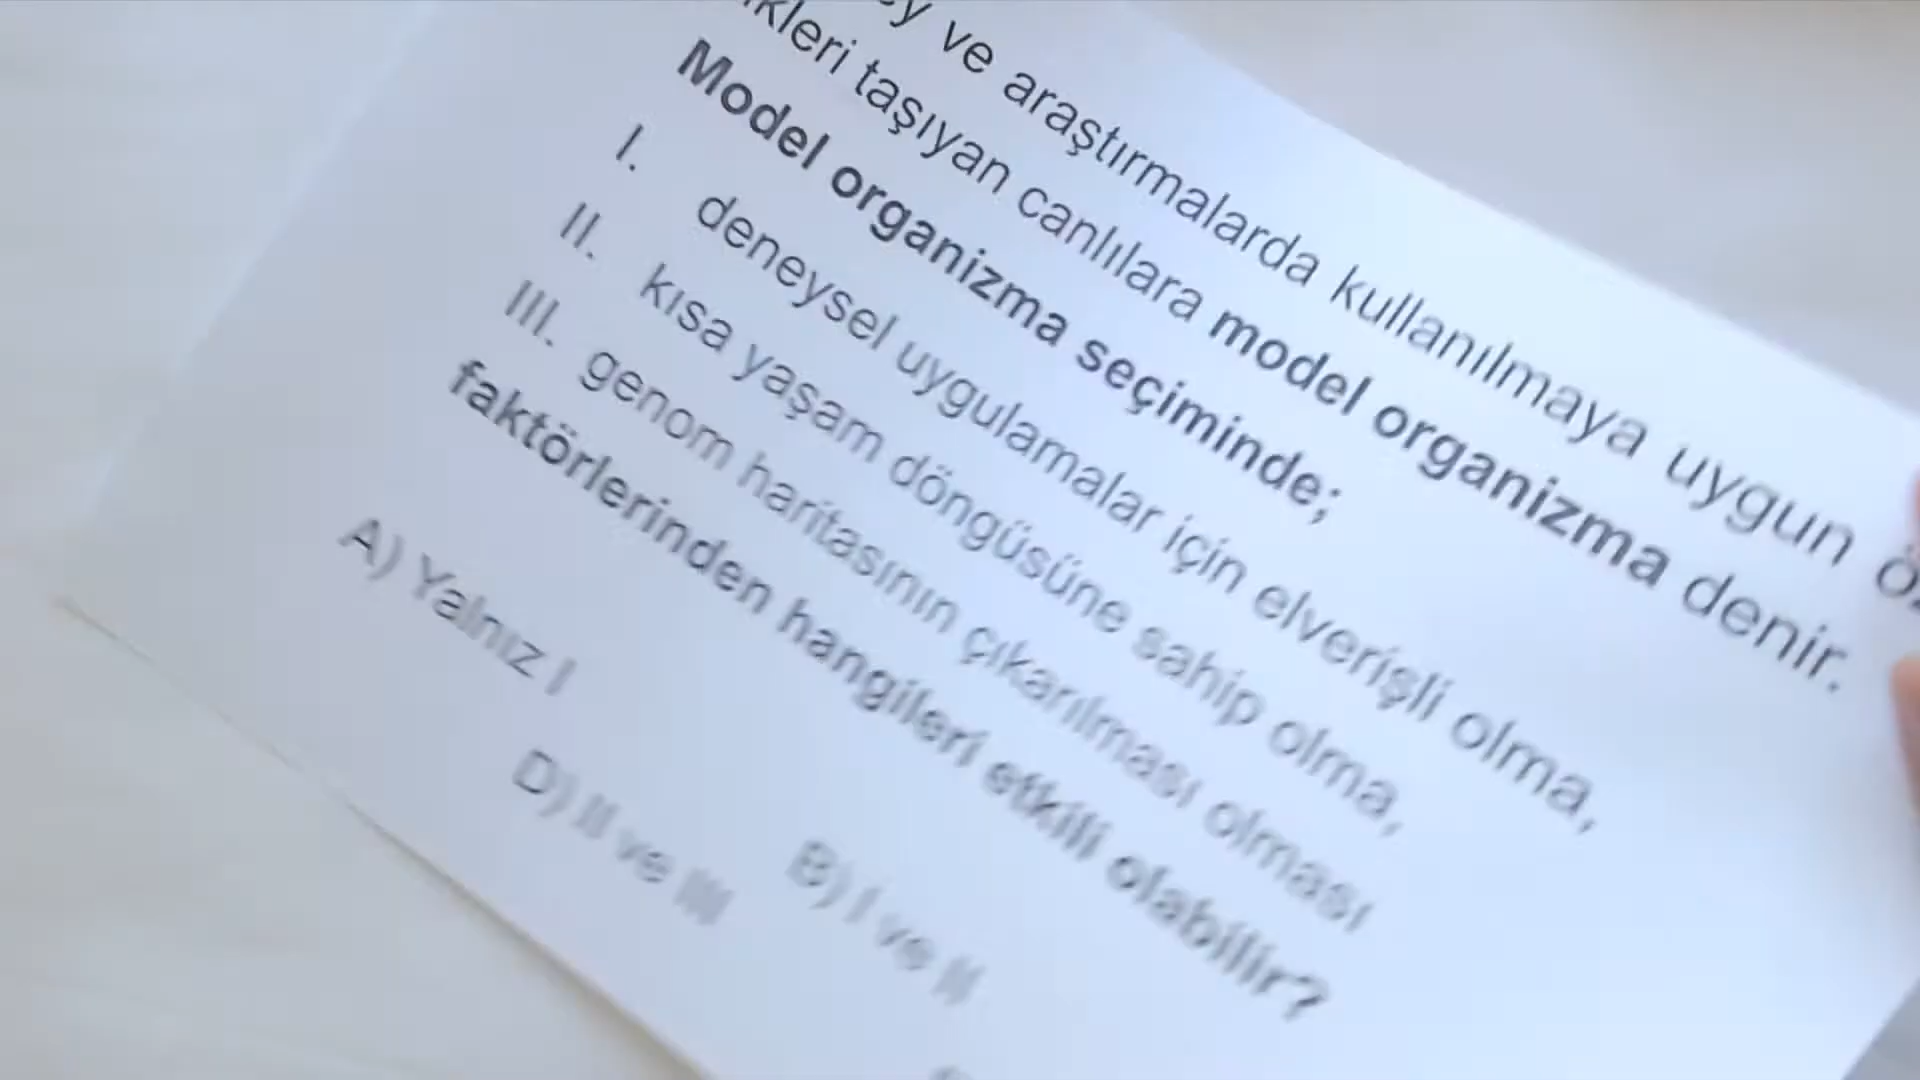 ve araştırmalarda kullanılmaya uygun
taşıyan canlılara model organizma denir.
Model organizma seçiminde;
I. deneysel uygulamalar için elverişli olma,
II. kısa yaşam döngüsüne sahip olma,
III. genom haritasının çıkarılması olması
faktörlerinden hangileri etkili olabilir?
A) Yalnız I
B) I ve II
D) II ve III